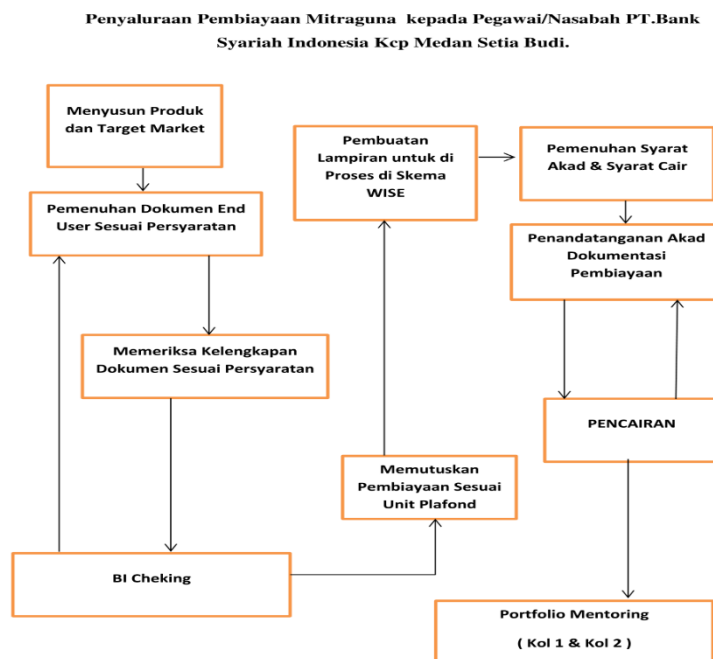 Penyaluraan Pembiayaan Mitraguna kepada Pegawai/Nasabah PT.Bank
Syariah Indonesia Kcp Medan Setia Budi.
Menyusun Produk
dan Target Market
Pemenuhan Dokumen End
User Sesuai Persyaratan
Memeriksa Kelengkapan
Dokumen Sesuai Persyaratan
BI Cheking
Memutuskan
Pembiayaan Sesuai
Unit Plafond
Pembuatan
Lampiran untuk di
Proses di Skema
WISE
Pemenuhan Syarat
Akad & Syarat Cair
Penandatanganan Akad
Dokumentasi
Pembiayaan
PENCAIRAN
Portfolio Mentoring
( Kol 1 & Kol 2 )